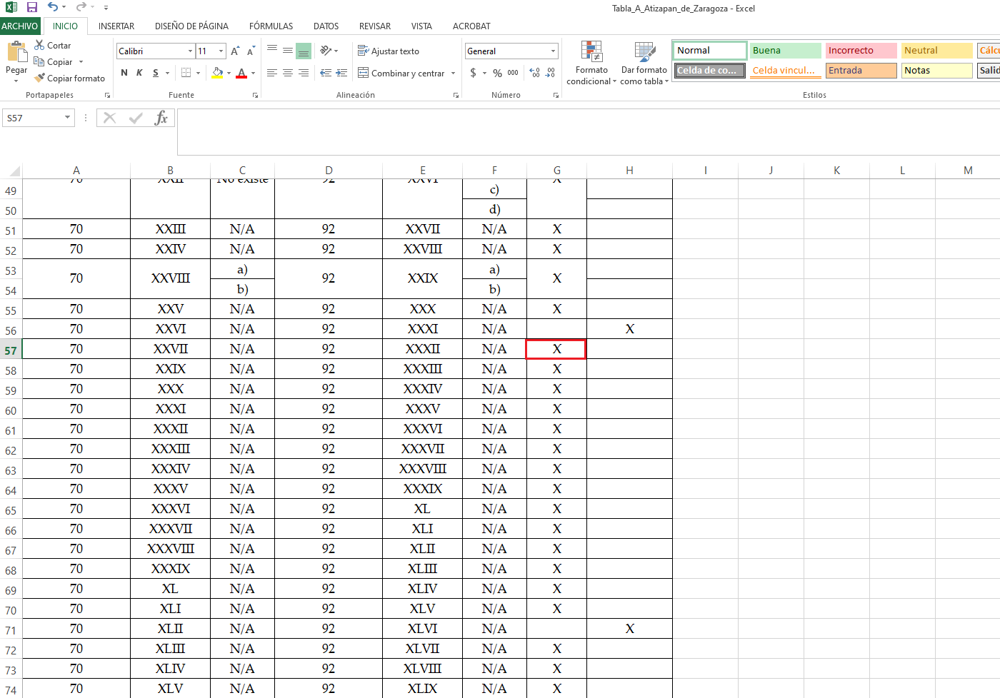 Tabla_A_Atizapan_de_Zaragoza - Excel
ARCHIVO INICIO INSERTAR DISEÑO DE PÁGINA FÓRMULAS DATOS REVISAR VISTA ACROBAT
Pegar
Cortar
Copiar
Copiar formato
Portapapeles
Calibri 11
N K S
Fuente
Ajustar texto
Combinar y centrar
Alineación
General
$ % 000
Número
Formato condicional
Dar formato como tabla
Normal Buena Incorrecto Neutral Cálcu
Celda de co... Celda vincul... Entrada Notas Salid
Estilos
S57 fx
A B C D E F G H I J K L M
70 XXII No existe 92 XXVI X
49 c)
50 d)
51 70 XXIII N/A 92 XXVII N/A X
52 70 XXIV N/A 92 XXVIII N/A X
53 a) a)
70 XXVIII 92 XXIX X
54 b) b)
55 70 XXV N/A 92 XXX N/A X
56 70 XXVI N/A 92 XXXI N/A X
57 70 XXVII N/A 92 XXXII N/A X
58 70 XXIX N/A 92 XXXIII N/A X
59 70 XXX N/A 92 XXXIV N/A X
60 70 XXXI N/A 92 XXXV N/A X
61 70 XXXII N/A 92 XXXVI N/A X
62 70 XXXIII N/A 92 XXXVII N/A X
63 70 XXXIV N/A 92 XXXVIII N/A X
64 70 XXXV N/A 92 XXXIX N/A X
65 70 XXXVI N/A 92 XL N/A X
66 70 XXXVII N/A 92 XLI N/A X
67 70 XXXVIII N/A 92 XLII N/A X
68 70 XXXIX N/A 92 XLIII N/A X
69 70 XL N/A 92 XLIV N/A X
70 70 XLI N/A 92 XLV N/A X
71 70 XLII N/A 92 XLVI N/A X
72 70 XLIII N/A 92 XLVII N/A X
73 70 XLIV N/A 92 XLVIII N/A X
74 70 XLV N/A 92 XLIX N/A X